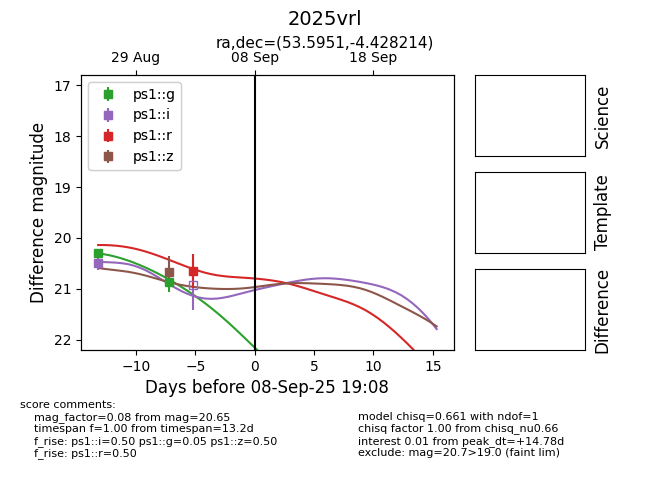 2025vrl
ra,dec=(53.5951,-4.428214)
29 Aug 08 Sep 18 Sep
17
18
19
20
21
22
Difference magnitude
ps1::g
ps1::i
ps1::r
ps1::z
−10 −5 0 5 10 15
Days before 08-Sep-25 19:08
Science
Template
Difference
score comments:
mag_factor=0.08 from mag=20.65
timespan f=1.00 from timespan=13.2d
f_rise: ps1::i=0.50 ps1::g=0.05 ps1::z=0.50
f_rise: ps1::r=0.50
model chisq=0.661 with ndof=1
chisq factor 1.00 from chisq_nu0.66
interest 0.01 from peak_dt=+14.78d
exclude: mag=20.7>19.0 (faint lim)